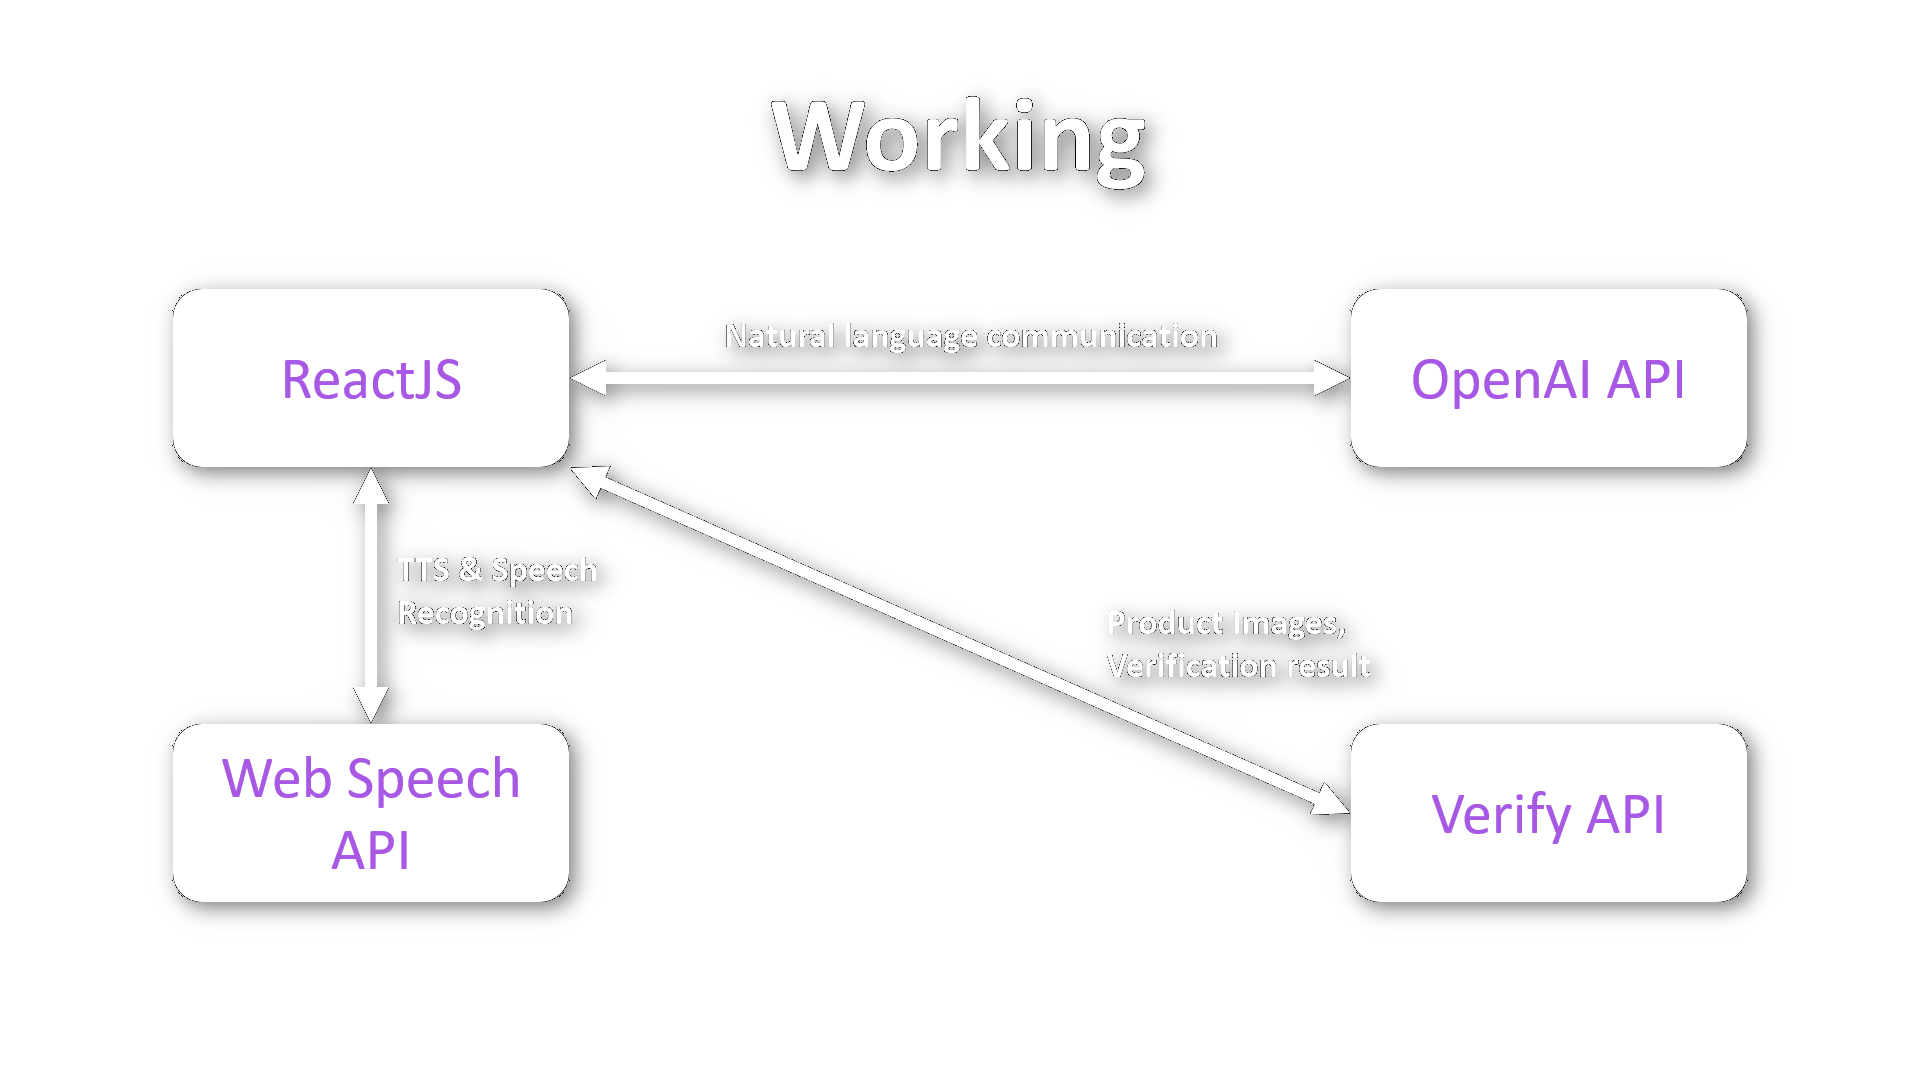 Working
ReactJS
Natural language communication
OpenAI API
TTS & Speech
Recognition
Product Images,
Verification result
Web Speech
API
Verify API